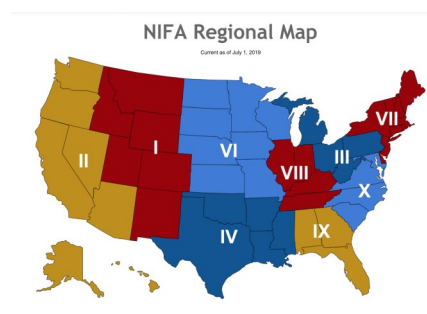 NIFA Regional Map
Current as of July 1, 2019
VII
I
II
VI
III
VIII
X
IV
IX